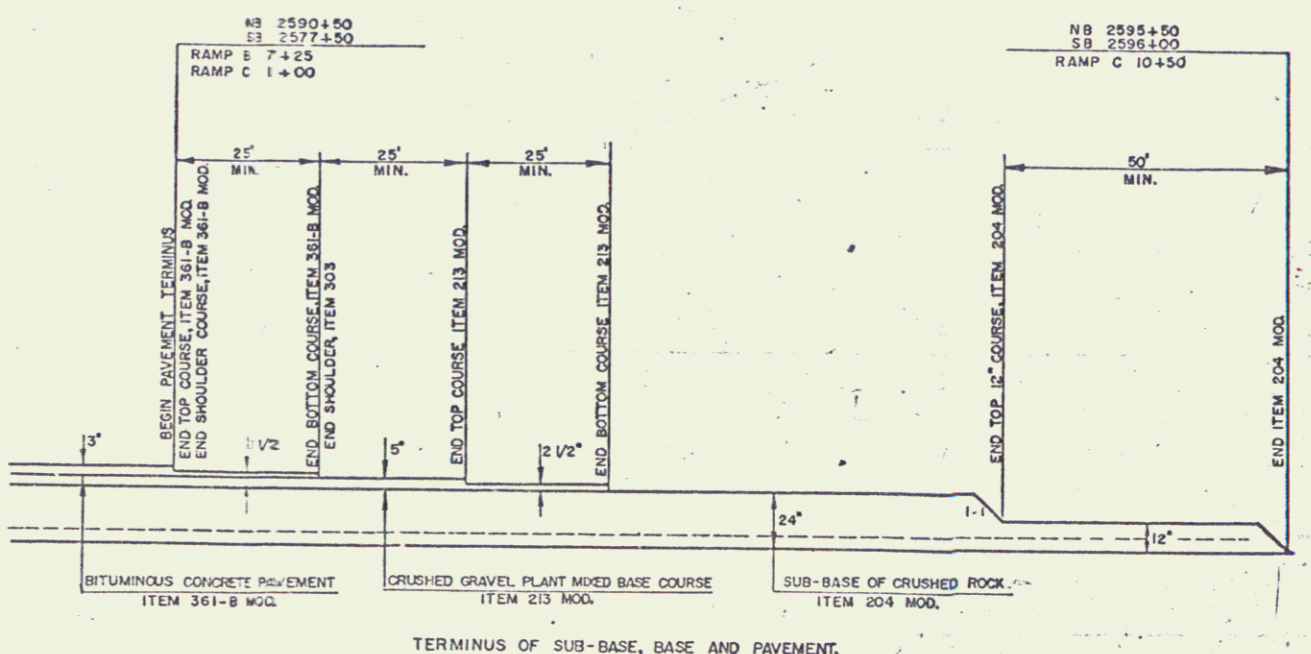 NB 2590+50
SB 2577+50
RAMP B 7+25
RAMP C 1+00
NB 2595+50
SB 2596+00
RAMP C 10+50
25' MIN.
25' MIN.
25' MIN.
50' MIN.
BEGIN PAVEMENT TERMINUS
END TOP COURSE, ITEM 361-B MOD.
END SHOULDER COURSE, ITEM 361-B MOD.
END BOTTOM COURSE, ITEM 361-B MOD.
END SHOULDER, ITEM 303
END TOP COURSE ITEM 213 MOD.
END BOTTOM COURSE ITEM 213 MOD.
END TOP 12" COURSE, ITEM 204 MOD.
END ITEM 204 MOD.
3"
1 1/2
5"
2 1/2"
24"
1-1
12"
BITUMINOUS CONCRETE PAVEMENT
ITEM 361-B MOD.
CRUSHED GRAVEL PLANT MIXED BASE COURSE
ITEM 213 MOD.
SUB-BASE OF CRUSHED ROCK
ITEM 204 MOD.
TERMINUS OF SUB-BASE, BASE AND PAVEMENT.